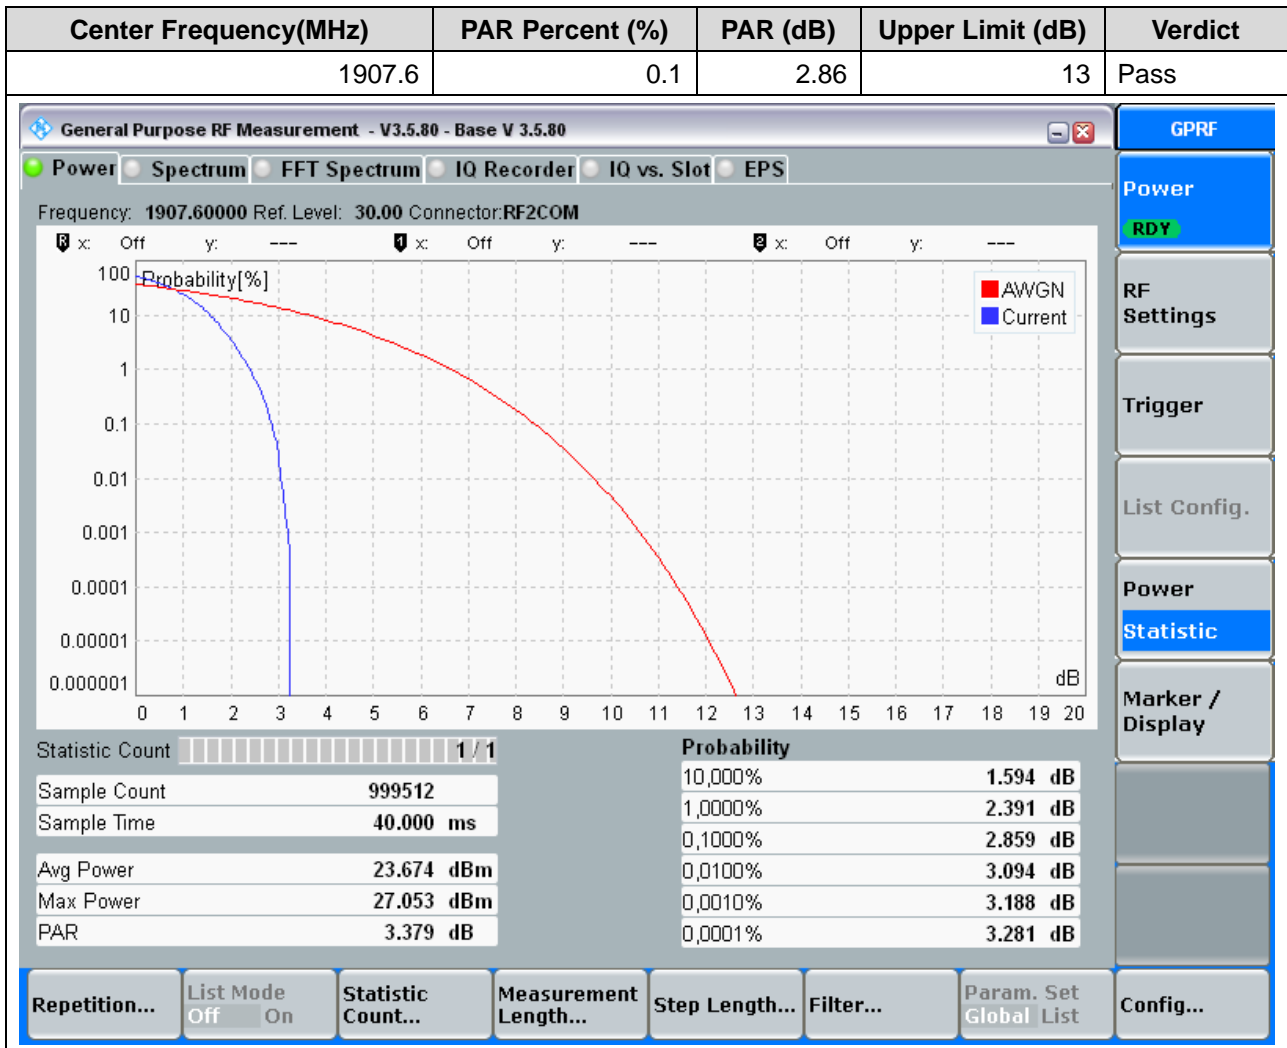 Center Frequency(MHz) PAR Percent (%) PAR (dB) Upper Limit (dB) Verdict
1907.6 0.1 2.86 13 Pass
General Purpose RF Measurement - V3.5.80 - Base V 3.5.80
GPRF
Power Spectrum FFT Spectrum IQ Recorder IQ vs. Slot EPS
Frequency: 1907.60000 Ref. Level: 30.00 Connector:RF2COM
R x: Off y: --- 1 x: Off y: --- 2 x: Off y: ---
Probability[%]
AWGN
Current
100
10
1
0.1
0.01
0.001
0.0001
0.00001
0.000001
dB
0 1 2 3 4 5 6 7 8 9 10 11 12 13 14 15 16 17 18 19 20
Statistic Count 1 / 1
Sample Count 999512
Sample Time 40.000 ms
Avg Power 23.674 dBm
Max Power 27.053 dBm
PAR 3.379 dB
Probability
10,000% 1.594 dB
1,0000% 2.391 dB
0,1000% 2.859 dB
0,0100% 3.094 dB
0,0010% 3.188 dB
0,0001% 3.281 dB
Power
RDY
RF
Settings
Trigger
List Config.
Power
Statistic
Marker /
Display
Repetition...
List Mode
Off On
Statistic
Count...
Measurement
Length...
Step Length...
Filter...
Param. Set
Global List
Config...